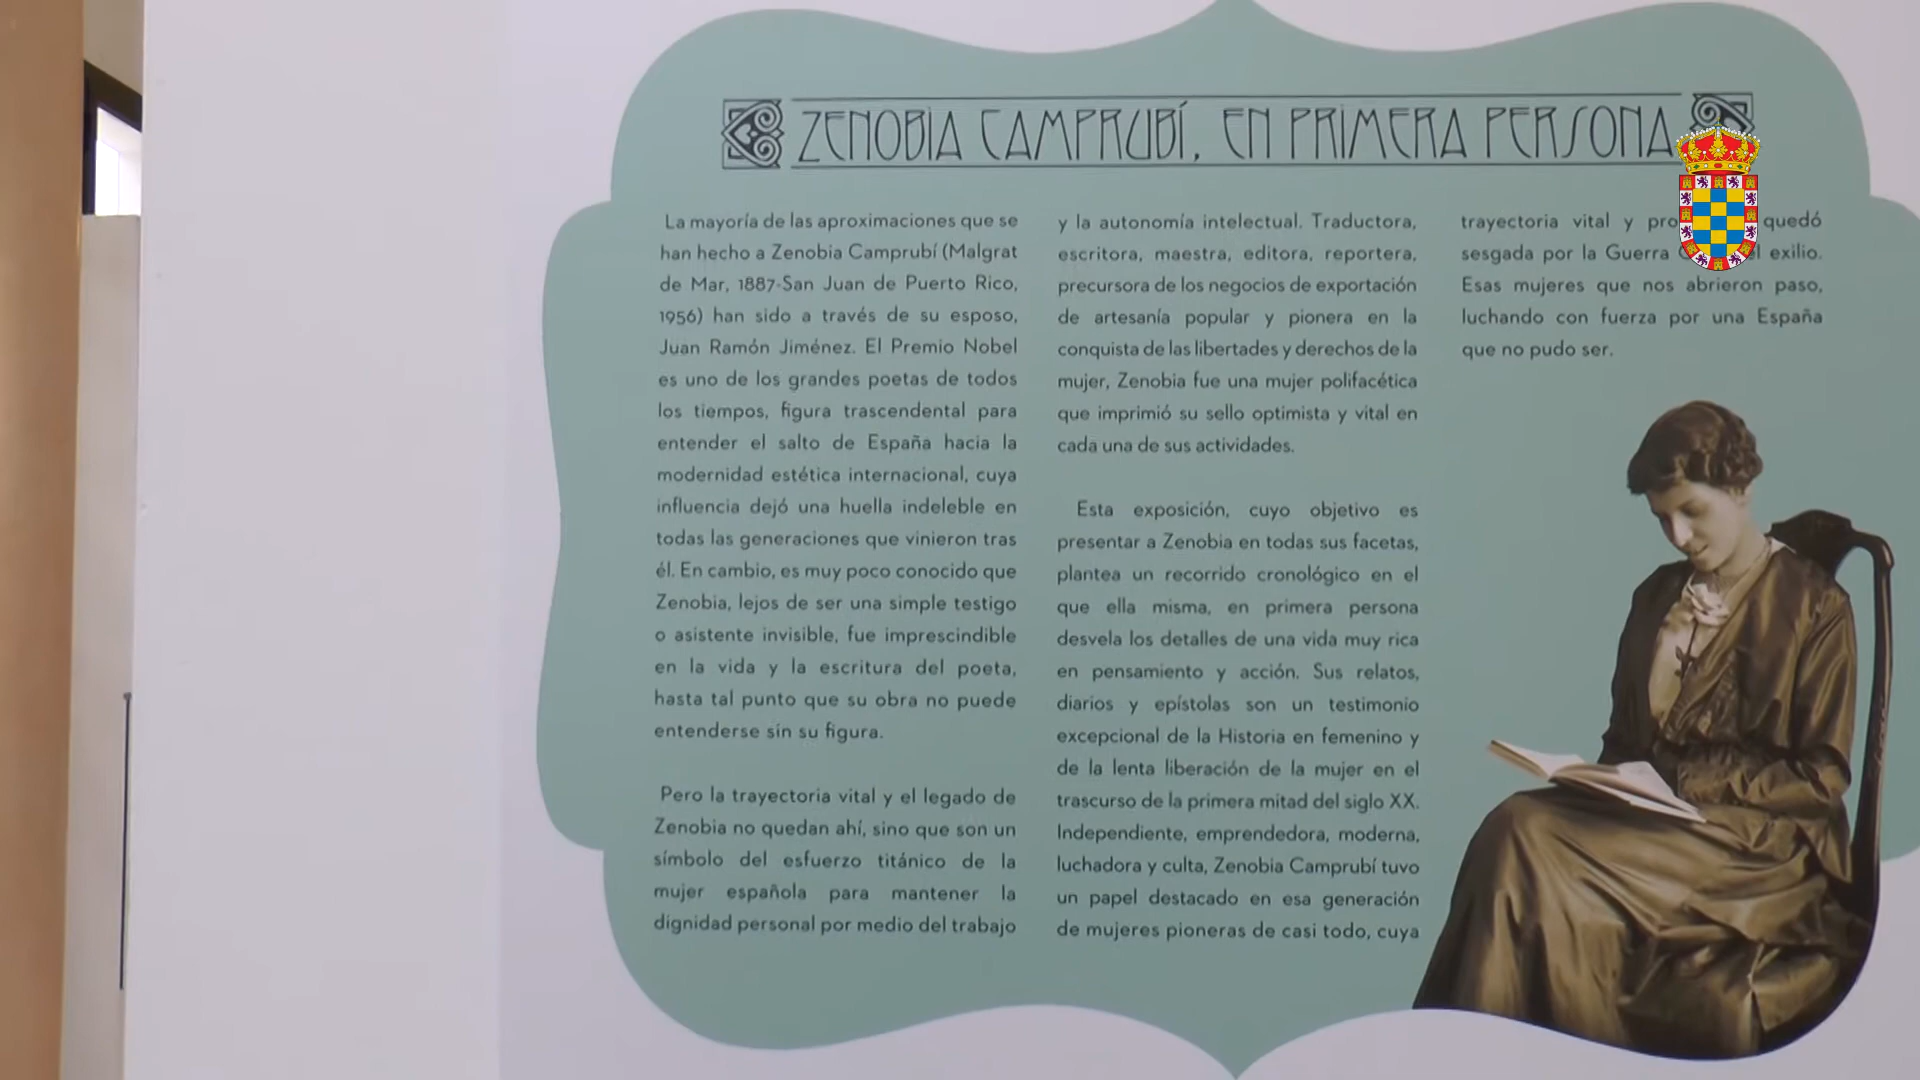 ZENOBIA CAMPRUBÍ, EN PRIMERA PERSONA
La mayoría de las aproximaciones que se
han hecho a Zenobia Camprubí (Malgrat
de Mar, 1887-San Juan de Puerto Rico,
1956) han sido a través de su esposo,
Juan Ramón Jiménez. El Premio Nobel
es uno de los grandes poetas de todos
los tiempos, figura trascendental para
entender el salto de España hacia la
modernidad estética internacional, cuya
influencia dejó una huella indeleble en
todas las generaciones que vinieron tras
él. En cambio, es muy poco conocido que
Zenobia, lejos de ser una simple testigo
o asistente invisible, fue imprescindible
en la vida y la escritura del poeta,
hasta tal punto que su obra no puede
entenderse sin su figura.
Pero la trayectoria vital y el legado de
Zenobia no quedan ahí, sino que son un
símbolo del esfuerzo titánico de la
mujer española para mantener la
dignidad personal por medio del trabajo
y la autonomía intelectual. Traductora,
escritora, maestra, editora, reportera,
precursora de los negocios de exportación
de artesanía popular y pionera en la
conquista de las libertades y derechos de la
mujer, Zenobia fue una mujer polifacética
que imprimió su sello optimista y vital en
cada una de sus actividades.
Esta exposición, cuyo objetivo es
presentar a Zenobia en todas sus facetas,
plantea un recorrido cronológico en el
que ella misma, en primera persona
desvela los detalles de una vida muy rica
en pensamiento y acción. Sus relatos,
diarios y epístolas son un testimonio
excepcional de la Historia en femenino y
de la lenta liberación de la mujer en el
trascurso de la primera mitad del siglo XX.
Independiente, emprendedora, moderna,
luchadora y culta, Zenobia Camprubí tuvo
un papel destacado en esa generación
de mujeres pioneras de casi todo, cuya
trayectoria vital y quedó
sesgada por la Guerra exilio.
Esas mujeres que nos abrieron paso,
luchando con fuerza por una España
que no pudo ser.